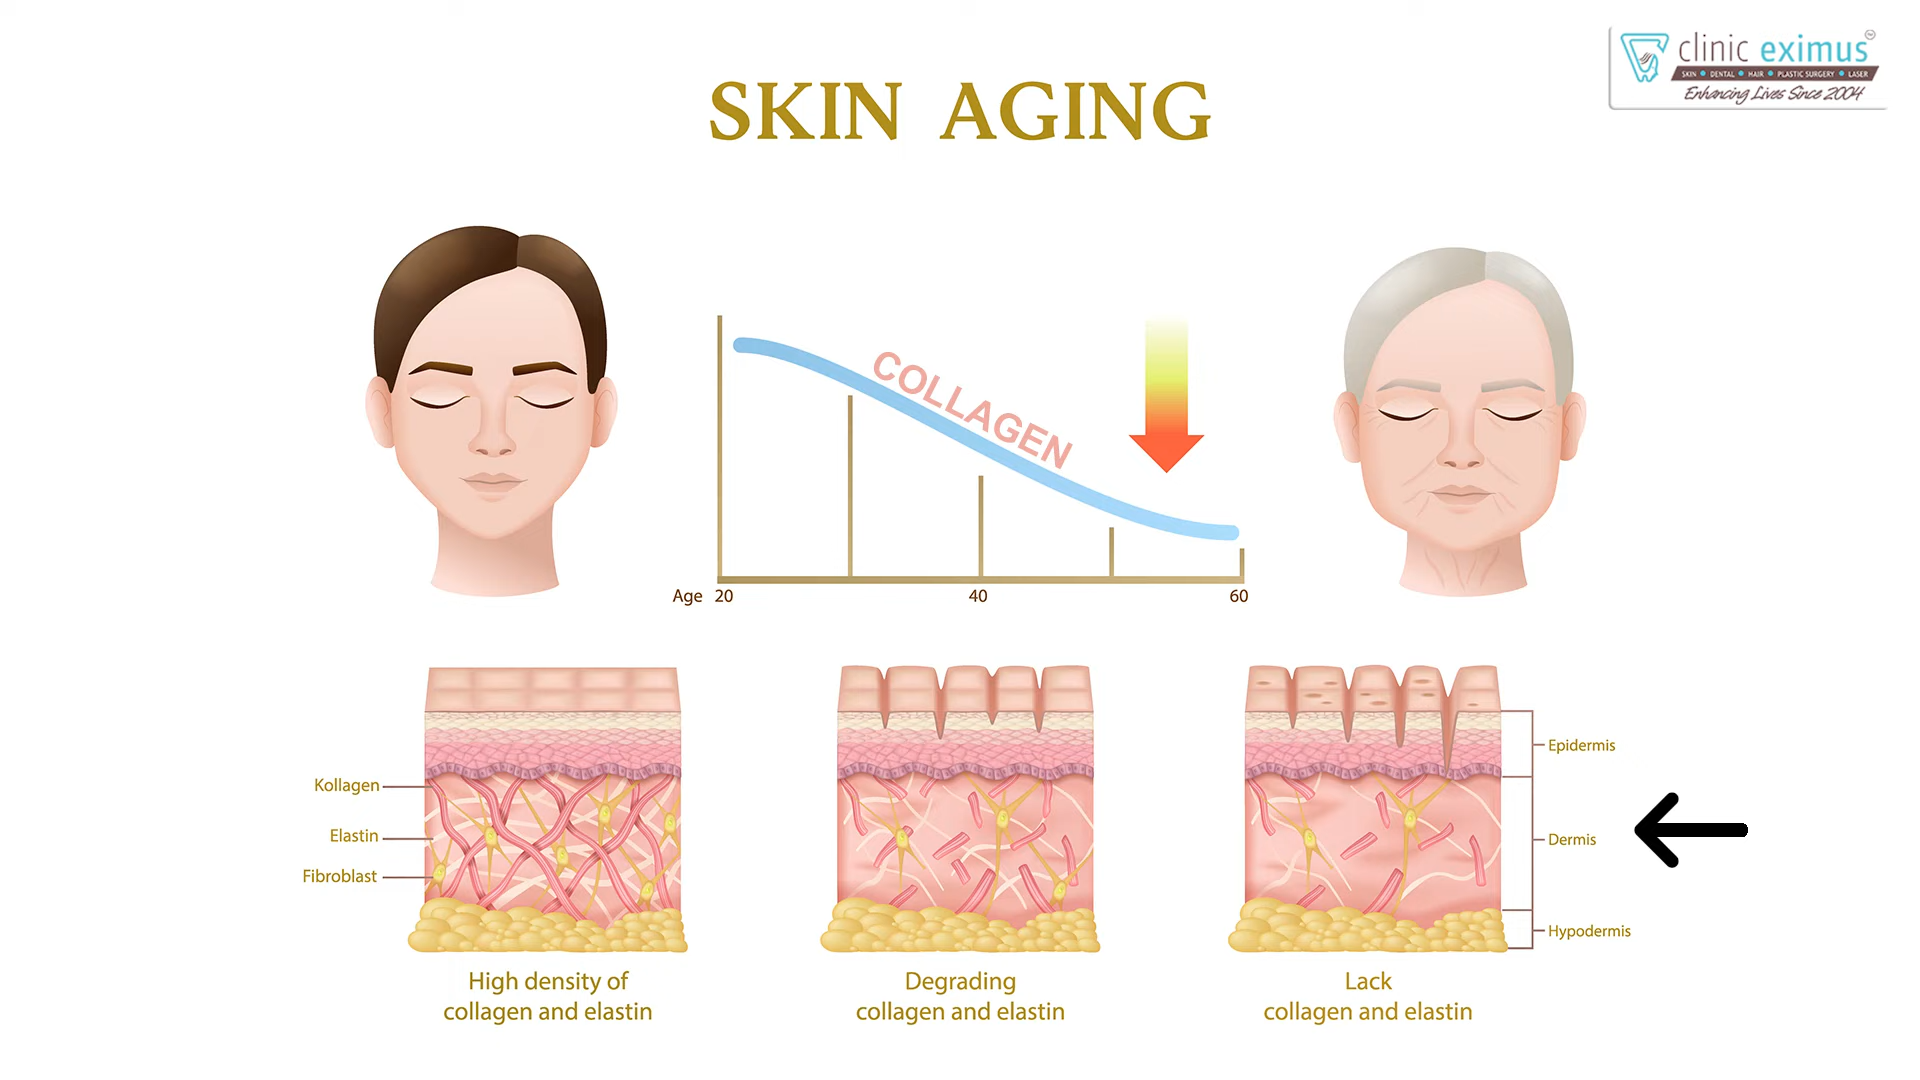 clinic eximus
TM
SKIN • DENTAL • HAIR • PLASTIC SURGERY • LASER
Enhancing Lives Since 2004
SKIN AGING
COLLAGEN
Age 20 40 60
Kollagen
Elastin
Fibroblast
Epidermis
Dermis
Hypodermis
High density of
collagen and elastin
Degrading
collagen and elastin
Lack
collagen and elastin